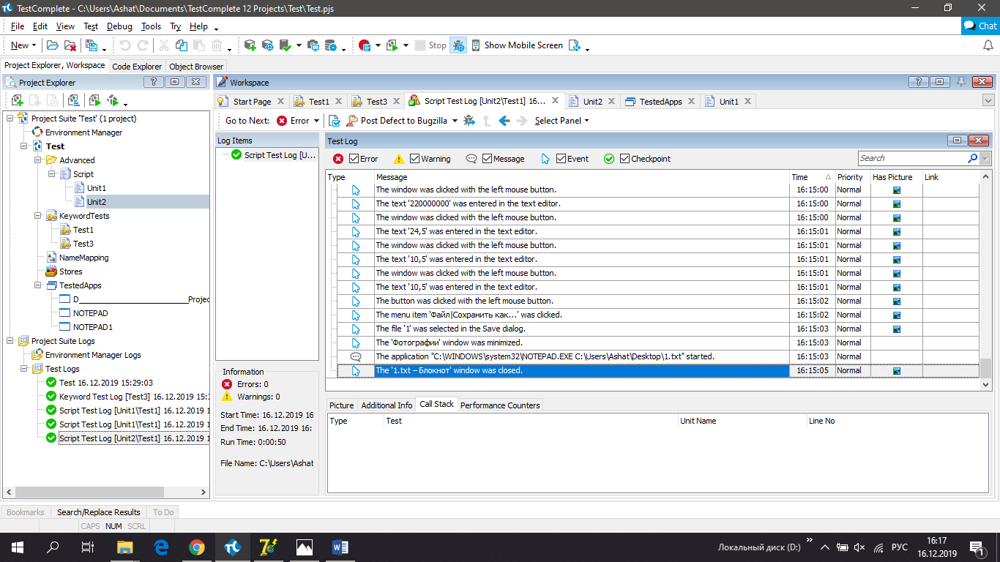 TestComplete - C:\Users\Ashat\Documents\TestComplete 12 Projects\Test\Test.pjs
File Edit View Test Debug Tools Try Help
Chat
New Stop Show Mobile Screen
Project Explorer, Workspace Code Explorer Object Browser
Project Explorer
Project Suite 'Test' (1 project)
Environment Manager
Test
Advanced
Script
Unit1
Unit2
KeywordTests
Test1
Test3
NameMapping
Stores
TestedApps
D____________________________Projec
NOTEPAD
NOTEPAD1
Project Suite Logs
Environment Manager Logs
Test Logs
Test 16.12.2019 15:29:03
Keyword Test Log [Test3] 16.12.2019 15:3
Script Test Log [Unit1\Test1] 16.12.2019 1
Script Test Log [Unit1\Test1] 16.12.2019 1
Script Test Log [Unit2\Test1] 16.12.2019 1
Workspace
Start Page Test1 Test3 Script Test Log [Unit2\Test1] 16... Unit2 TestedApps Unit1
Go to Next: Error Post Defect to Bugzilla Select Panel
Log Items
Script Test Log [U...
Information
Errors: 0
Warnings: 0
Start Time: 16.12.2019 16
End Time: 16.12.2019 16:
Run Time: 0:00:50
File Name: C:\Users\Ashat
Test Log
Error Warning Message Event Checkpoint Search
Type Message Time Priority Has Picture Link
The window was clicked with the left mouse button. 16:15:00 Normal
The text '220000000' was entered in the text editor. 16:15:00 Normal
The window was clicked with the left mouse button. 16:15:00 Normal
The text '24,5' was entered in the text editor. 16:15:01 Normal
The window was clicked with the left mouse button. 16:15:01 Normal
The text '10,5' was entered in the text editor. 16:15:01 Normal
The window was clicked with the left mouse button. 16:15:01 Normal
The text '10,5' was entered in the text editor. 16:15:01 Normal
The button was clicked with the left mouse button. 16:15:02 Normal
The menu item 'Файл|Сохранить как...' was clicked. 16:15:02 Normal
The file '1' was selected in the Save dialog. 16:15:03 Normal
The 'Фотографии' window was minimized. 16:15:03 Normal
The application "C:\WINDOWS\system32\NOTEPAD.EXE C:\Users\Ashat\Desktop\1.txt" started. 16:15:03 Normal
The '1.txt – Блокнот' window was closed. 16:15:05 Normal
Picture Additional Info Call Stack Performance Counters
Type Test Unit Name Line No
Bookmarks Search/Replace Results To Do
CAPS NUM SCRL
Локальный диск (D:) РУС 16:17
16.12.2019
1